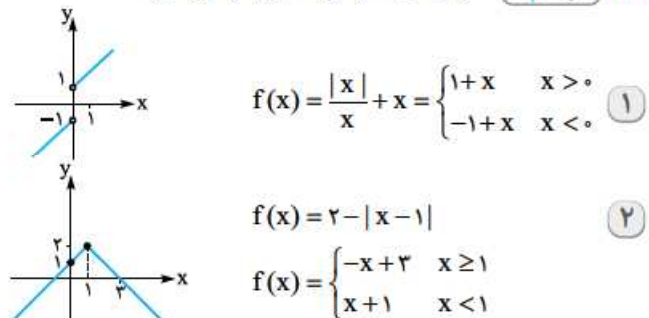 y
۱
-۱ ۱ x
f(x) = |x|/x + x = { ۱+x x > ۰
-۱+x x < ۰
۱
y
۲
۱
۱ ۳ x
f(x) = ۲-|x-۱|
۲
f(x) = { -x+۳ x ≥ ۱
x+۱ x < ۱